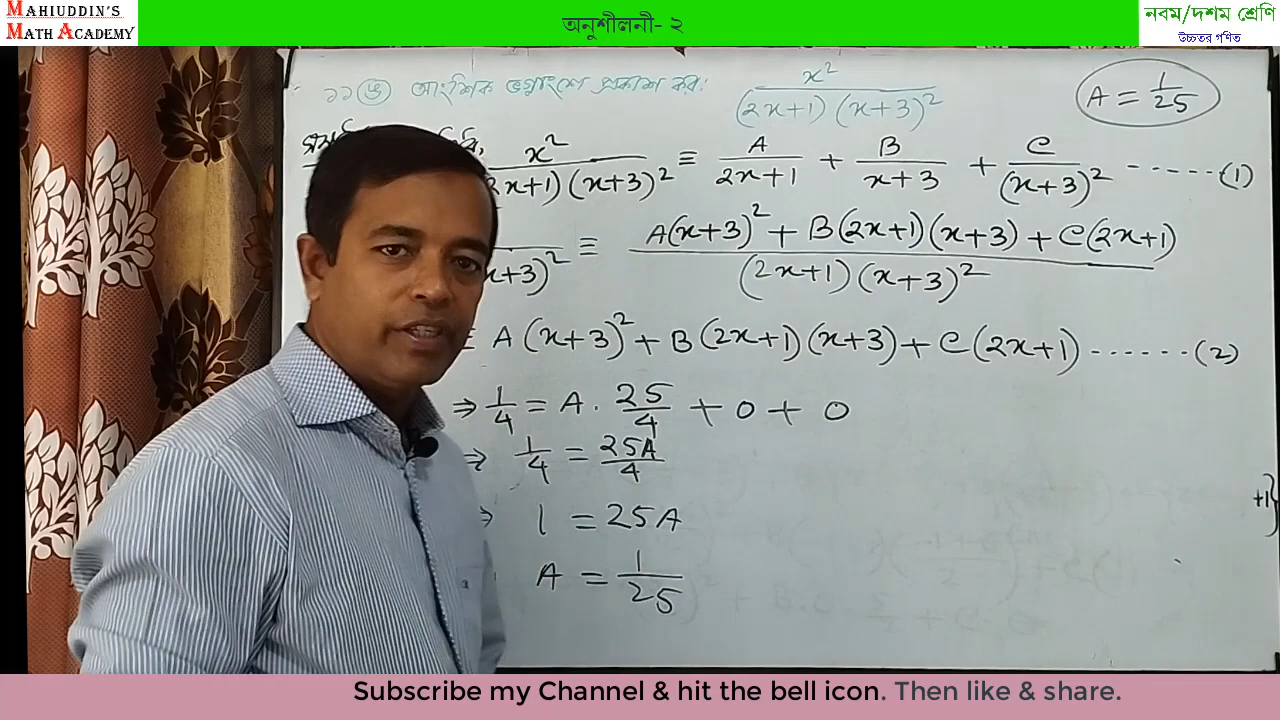 MAHIUDDIN'S
MATH ACADEMY
অনুশীলনী- ২
নবম/দশম শ্রেণি
উচ্চতর গণিত
১১(ঙ) আংশিক ভগ্নাংশে প্রকাশ কর: x²/((2x+1)(x+3)²)
A = 1/25
x²/(2x+1)(x+3)² ≡ A/(2x+1) + B/(x+3) + C/(x+3)² ------(1)
x+3)² ≡ (A(x+3)² + B(2x+1)(x+3) + C(2x+1))/((2x+1)(x+3)²)
≡ A(x+3)² + B(2x+1)(x+3) + C(2x+1) ------(2)
⇒ 1/4 = A . 25/4 + 0 + 0
⇒ 1/4 = 25A/4
⇒ 1 = 25A
A = 1/25
+1}
Subscribe my Channel & hit the bell icon. Then like & share.